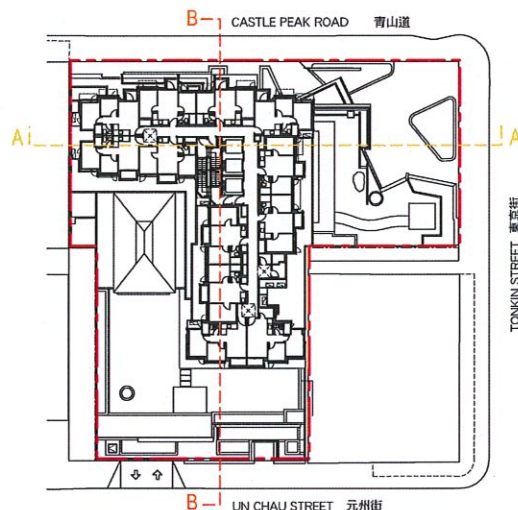 B CASTLE PEAK ROAD 青山道
A A
TONKIN STREET 東京街
B UN CHAU STREET 元州街